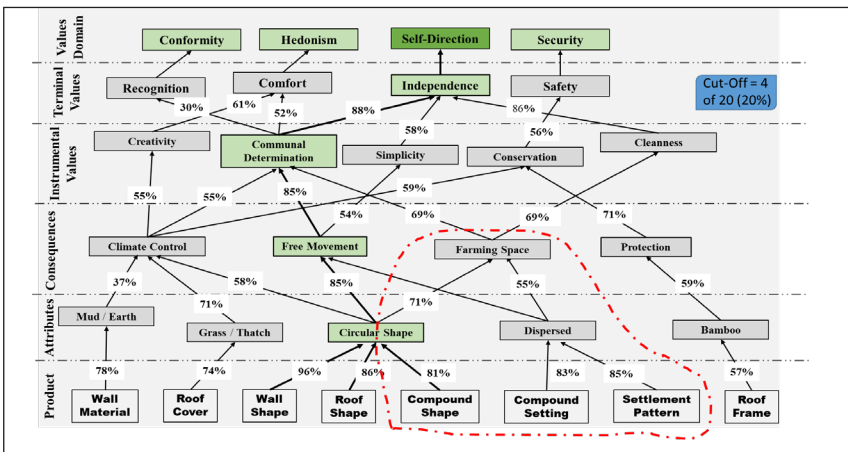 Values
Domain
Conformity
Hedonism
Self-Direction
Security
Terminal
Values
Recognition
Comfort
Independence
Safety
Cut-Off = 4
of 20 (20%)
30%
61%
52%
88%
86%
Instrumental
Values
Creativity
Communal
Determination
Simplicity
Conservation
Cleanness
58%
56%
55%
55%
85%
59%
54%
69%
69%
71%
Consequences
Climate Control
Free Movement
Farming Space
Protection
37%
71%
58%
85%
71%
55%
59%
Attributes
Mud / Earth
Grass / Thatch
Circular Shape
Dispersed
Bamboo
78%
74%
96%
86%
81%
83%
85%
57%
Product
Wall
Material
Roof
Cover
Wall
Shape
Roof
Shape
Compound
Shape
Compound
Setting
Settlement
Pattern
Roof
Frame